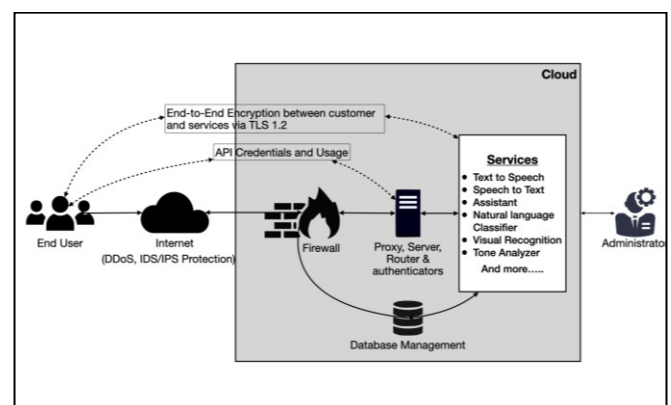 Cloud
End-to-End Encryption between customer
and services via TLS 1.2
API Credentials and Usage
Services
• Text to Speech
• Speech to Text
• Assistant
• Natural language
Classifier
• Visual Recognition
• Tone Analyzer
And more.....
End User
Internet
(DDoS, IDS/IPS Protection)
Firewall
Proxy, Server,
Router &
authenticators
Administrator
Database Management